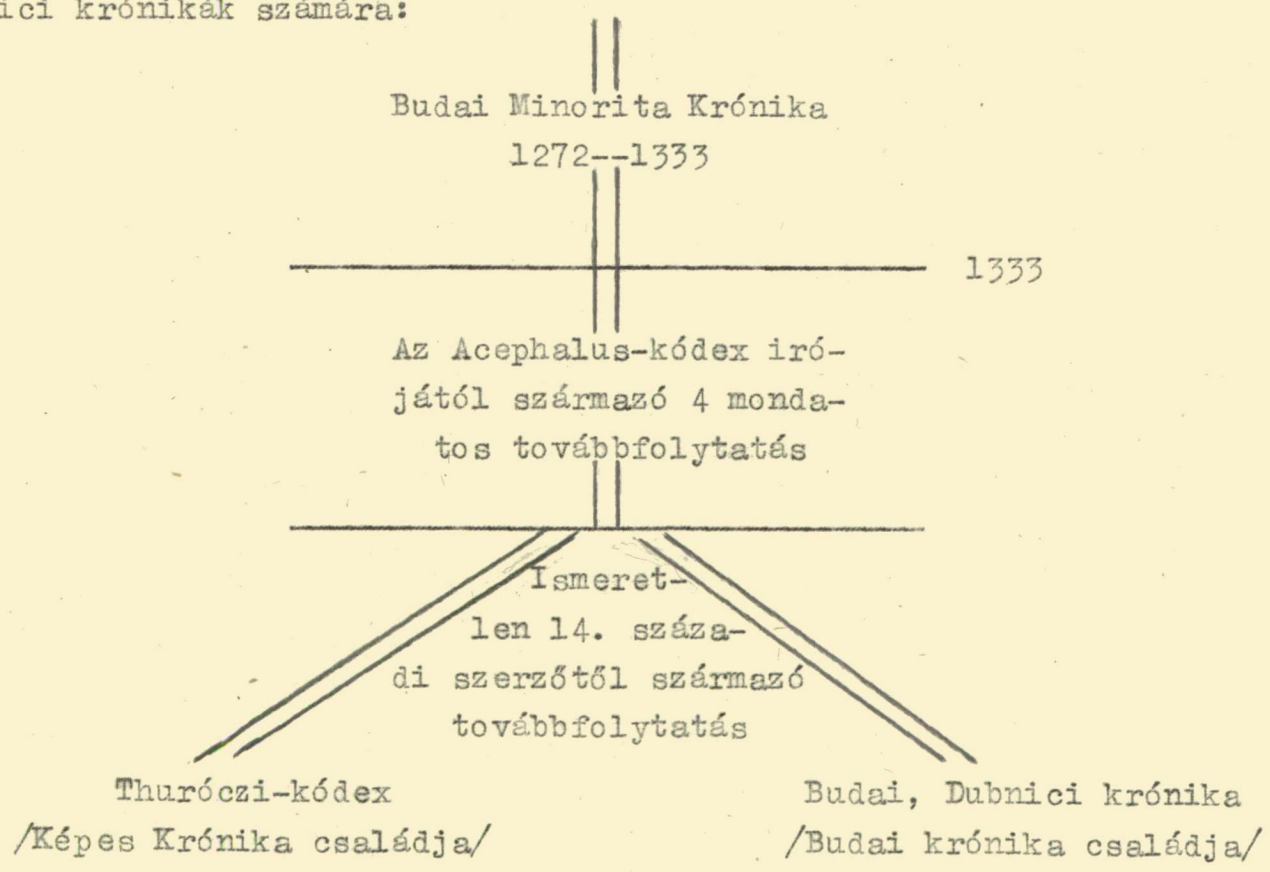 ici krónikák számára:
Budai Minorita Krónika
1272--1333
1333
Az Acephalus-kódex iró-
jától származó 4 monda-
tos továbbfolytatás
Ismeret-
len 14. száza-
di szerzőtől származó
továbbfolytatás
Thuróczi-kódex
/Képes Krónika családja/
Budai, Dubnici krónika
/Budai krónika családja/